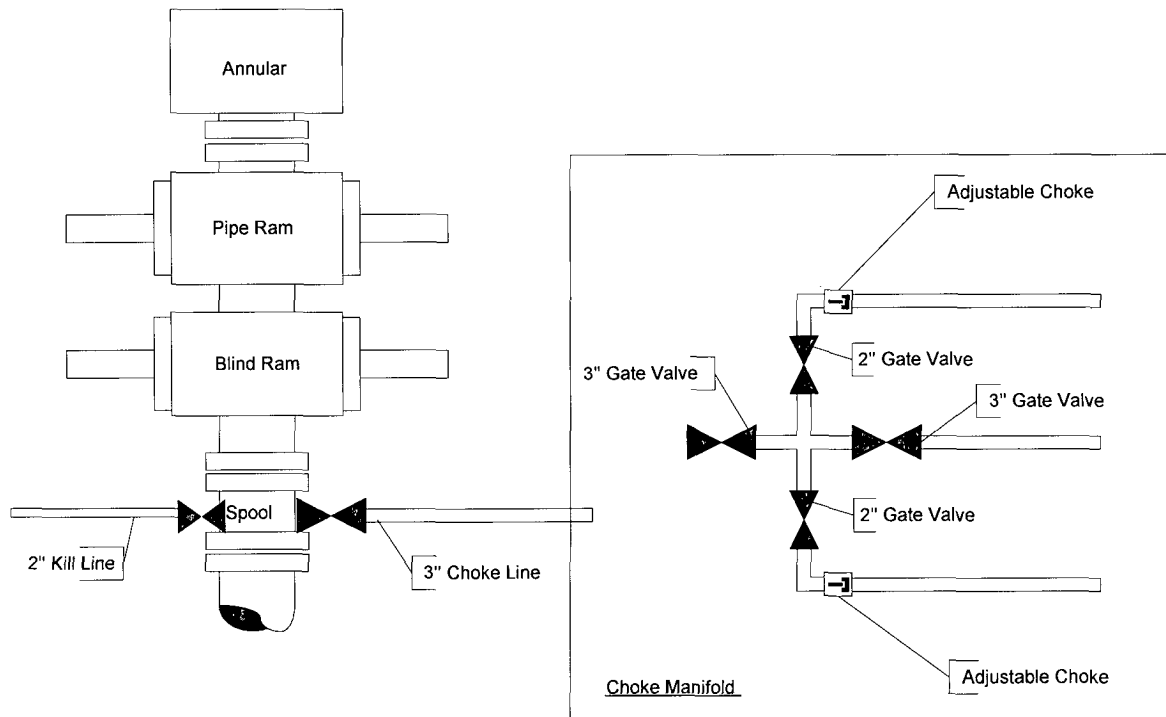 Annular
Pipe Ram
Blind Ram
Spool
2" Kill Line
3" Choke Line
Adjustable Choke
2" Gate Valve
3" Gate Valve
3" Gate Valve
2" Gate Valve
Adjustable Choke
Choke Manifold